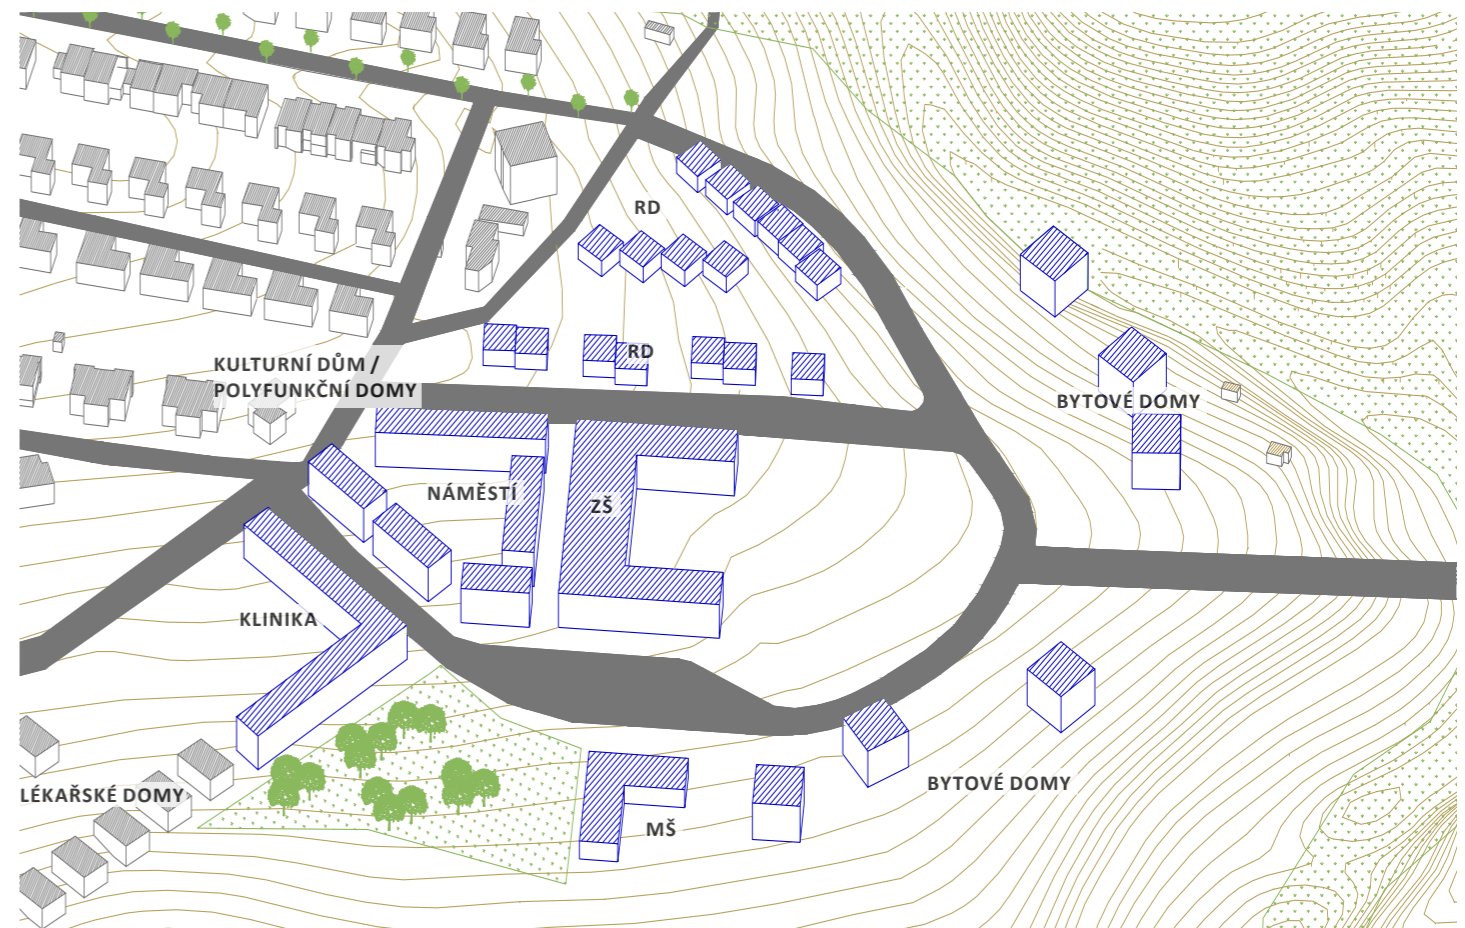 RD
RD
KULTURNÍ DŮM /
POLYFUNKČNÍ DOMY
BYTOVÉ DOMY
NÁMĚSTÍ
ZŠ
KLINIKA
BYTOVÉ DOMY
LÉKAŘSKÉ DOMY
MŠ